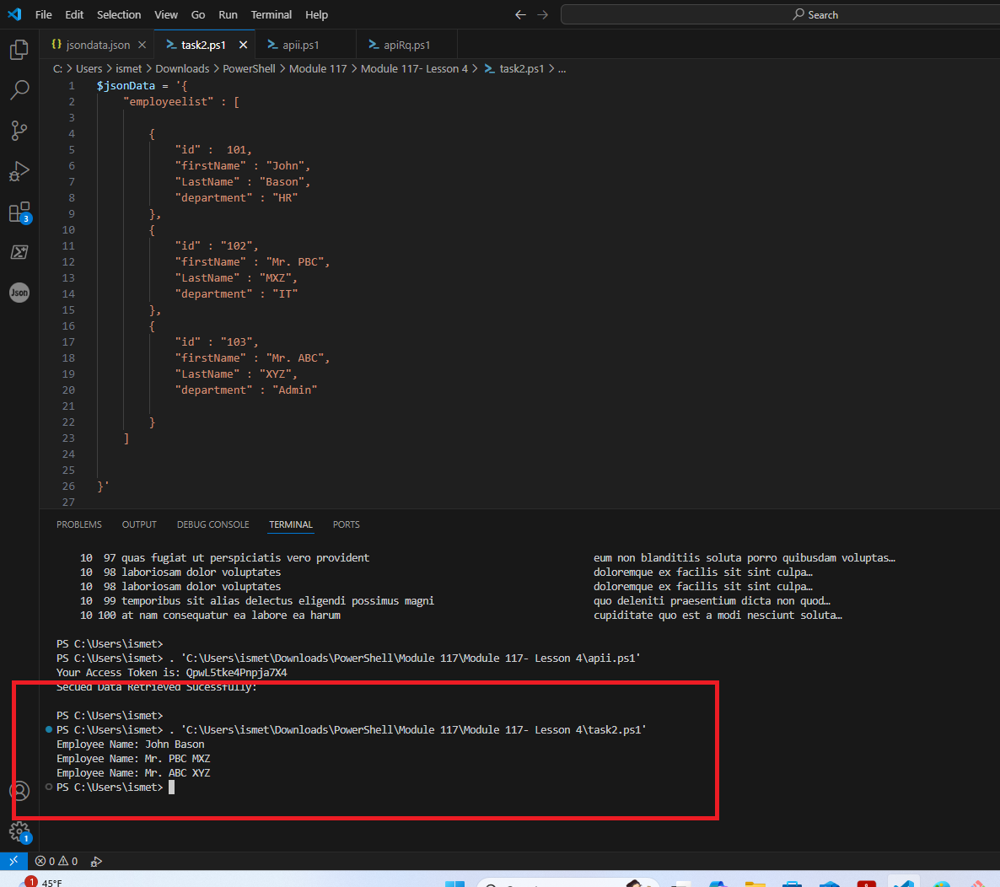 File Edit Selection View Go Run Terminal Help
Search
jsondata.json task2.ps1 apii.ps1 apiRq.ps1
C: > Users > ismet > Downloads > PowerShell > Module 117 > Module 117- Lesson 4 > task2.ps1 > ...
1 $jsonData = '{
2 "employeelist" : [
3
4 {
5 "id" :  101,
6 "firstName" : "John",
7 "LastName" : "Bason",
8 "department" : "HR"
9 },
10 {
11 "id" : "102",
12 "firstName" : "Mr. PBC",
13 "LastName" : "MXZ",
14 "department" : "IT"
15 },
16 {
17 "id" : "103",
18 "firstName" : "Mr. ABC",
19 "LastName" : "XYZ",
20 "department" : "Admin"
21
22 }
23 ]
24
25
26 }'
27
3
Json
PROBLEMS OUTPUT DEBUG CONSOLE TERMINAL PORTS
10 97 quas fugiat ut perspiciatis vero provident eum non blanditiis soluta porro quibusdam voluptas…
10 98 laboriosam dolor voluptates doloremque ex facilis sit sint culpa…
10 98 laboriosam dolor voluptates doloremque ex facilis sit sint culpa…
10 99 temporibus sit alias delectus eligendi possimus magni quo deleniti praesentium dicta non quod…
10 100 at nam consequatur ea labore ea harum cupiditate quo est a modi nesciunt soluta…
PS C:\Users\ismet>
PS C:\Users\ismet> . 'C:\Users\ismet\Downloads\PowerShell\Module 117\Module 117- Lesson 4\apii.ps1'
Your Access Token is: QpwL5tke4Pnpja7X4
Secued Data Retrieved Sucessfully:
PS C:\Users\ismet>
PS C:\Users\ismet> . 'C:\Users\ismet\Downloads\PowerShell\Module 117\Module 117- Lesson 4\task2.ps1'
Employee Name: John Bason
Employee Name: Mr. PBC MXZ
Employee Name: Mr. ABC XYZ
PS C:\Users\ismet>
1
0 0
1 45°F